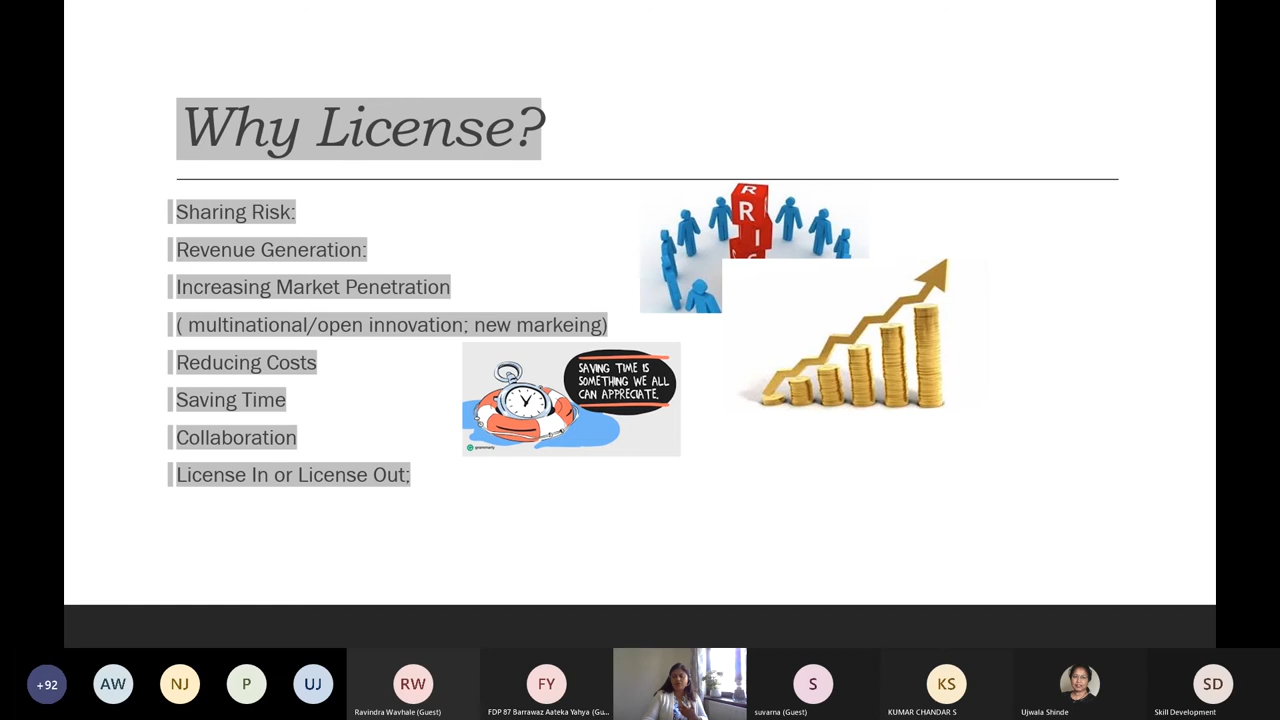 Why License?
Sharing Risk:
Revenue Generation:
Increasing Market Penetration
( multinational/open innovation; new markeing)
Reducing Costs
Saving Time
Collaboration
License In or License Out;
R
R I
SAVING TIME IS
SOMETHING WE ALL
CAN APPRECIATE.
grammarly
+92
AW
NJ
P
UJ
RW
Ravindra Wavhale (Guest)
FY
FDP 87 Barrawaz Aateka Yahya (Gu...
S
suvarna (Guest)
KS
KUMAR CHANDAR S
Ujwala Shinde
SD
Skill Development